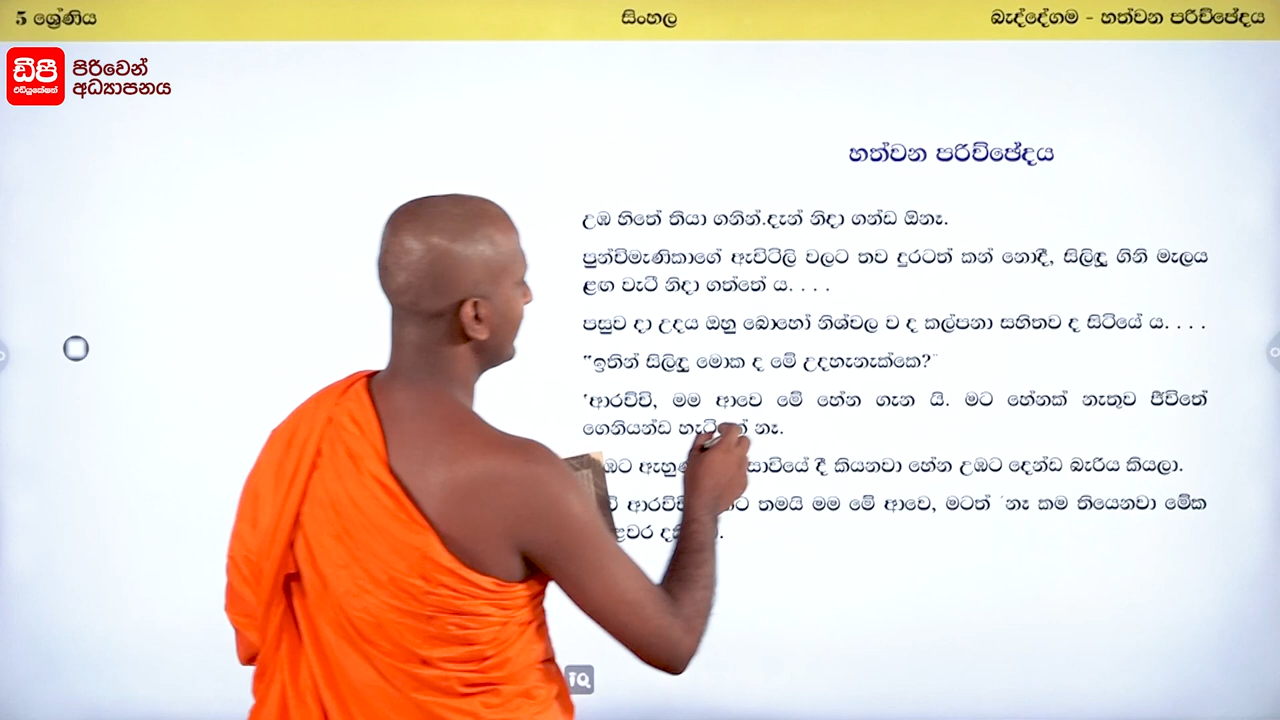 5 ශ්‍රේණිය
සිංහල
බැද්දේගම - හත්වන පරිච්ඡේදය
ඩීපී
එඩියුකේෂන්
පිරිවෙන්
අධ්‍යාපනය
හත්වන පරිච්ඡේදය
උඹ හිතේ තියා ගනින්.දැන් නිදා ගන්ඩ ඕනෑ.
පුන්චිමැණිකාගේ ඇවිටිලි වලට තව දුරටත් කන් නොදී, සිලිඳු ගිනි මැලය
ළඟ වැටී නිදා ගත්තේ ය. . . .
පසුව දා උදය ඔහු බොහෝ නිශ්චල ව ද කල්පනා සහිතව ද සිටියේ ය. . . .
"ඉතින් සිලිඳු මොක ද මේ උදහැනැක්කෙ?"
'ආරච්චි, මම ආවෙ මේ හේන ගැන යි. මට හේනක් නැතුව ජීවිතේ
ගෙනියන්ඩ නෑ.
දී කියනවා හේන උඹට දෙන්ඩ බැරිය කියලා.
තමයි මම මේ ආවෙ, මටත් 'නෑ කම තියෙනවා මේක